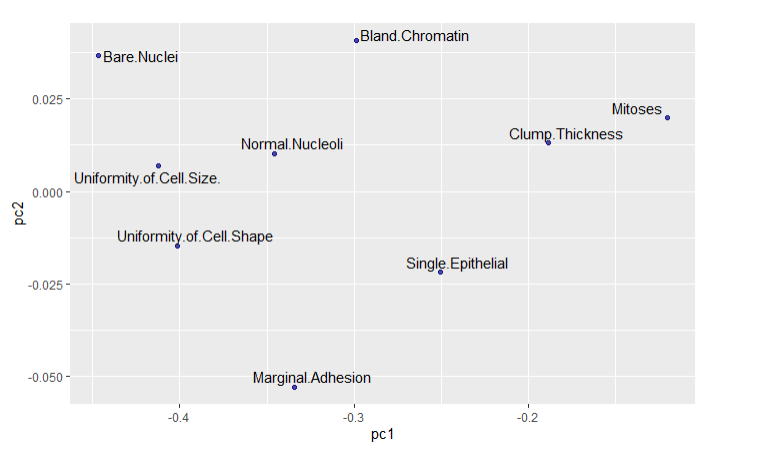 Bland.Chromatin
Bare.Nuclei
0.025
Mitoses
Clump.Thickness
Normal.Nucleoli
Uniformity.of.Cell.Size.
0.000
pc2
Uniformity.of.Cell.Shape
Single.Epithelial
-0.025
Marginal.Adhesion
-0.050
-0.4
-0.3
-0.2
pc1